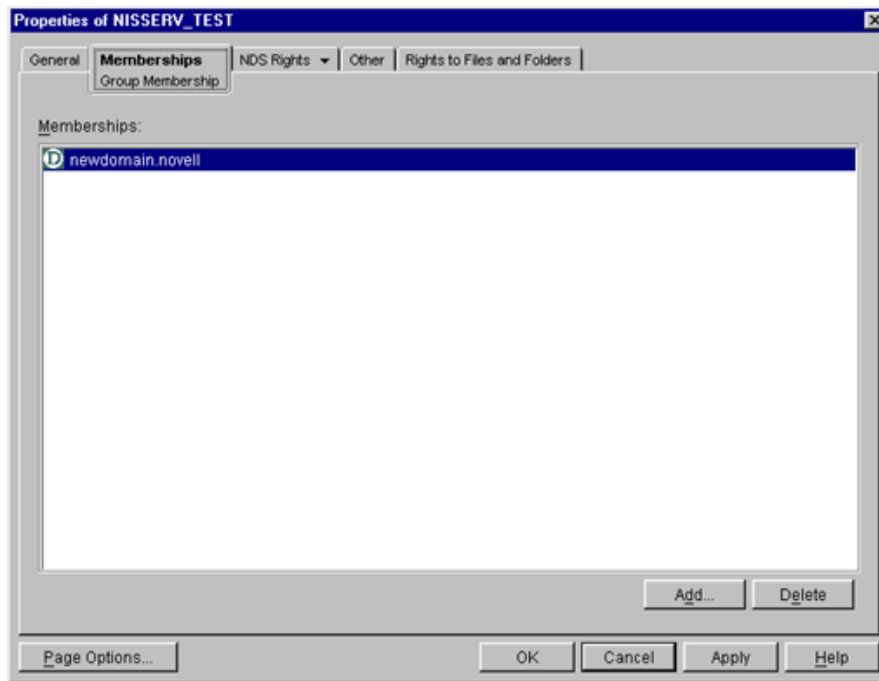 Properties of NISSERV_TEST
General Memberships NDS Rights Other Rights to Files and Folders
Group Membership
Memberships:
D newdomain.novell
Add... Delete
Page Options... OK Cancel Apply Help